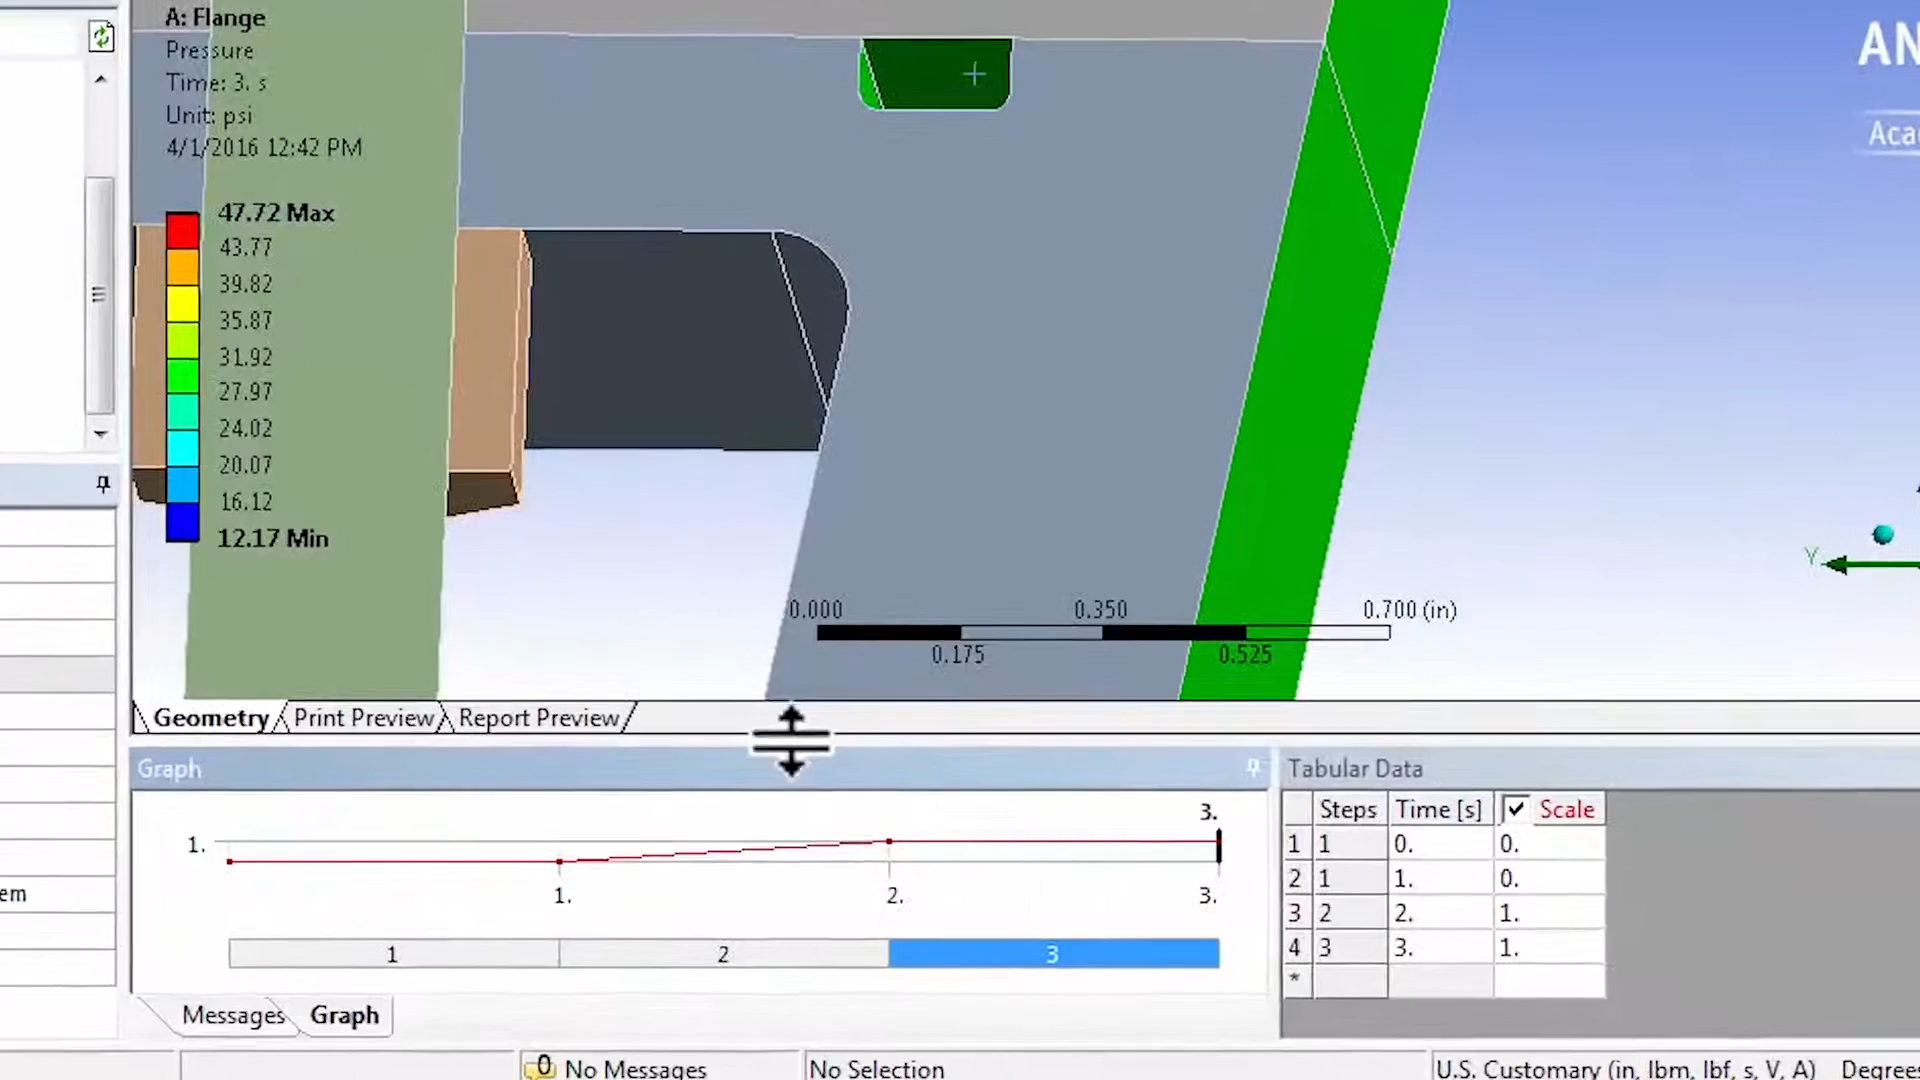 A: Flange
Pressure
Time: 3. s
Unit: psi
4/1/2016 12:42 PM
47.72 Max
43.77
39.82
35.87
31.92
27.97
24.02
20.07
16.12
12.17 Min
AN
Aca
Y
0.000 0.350 0.700 (in)
0.175 0.525
Geometry Print Preview Report Preview
Graph
3.
1.
1. 2. 3.
1 2 3
Messages Graph
Tabular Data
Steps Time [s] Scale
1 1 0. 0.
2 1 1. 0.
3 2 2. 1.
4 3 3. 1.
*
em
0 No Messages No Selection U.S. Customary (in, lbm, lbf, s, V, A) Degrees